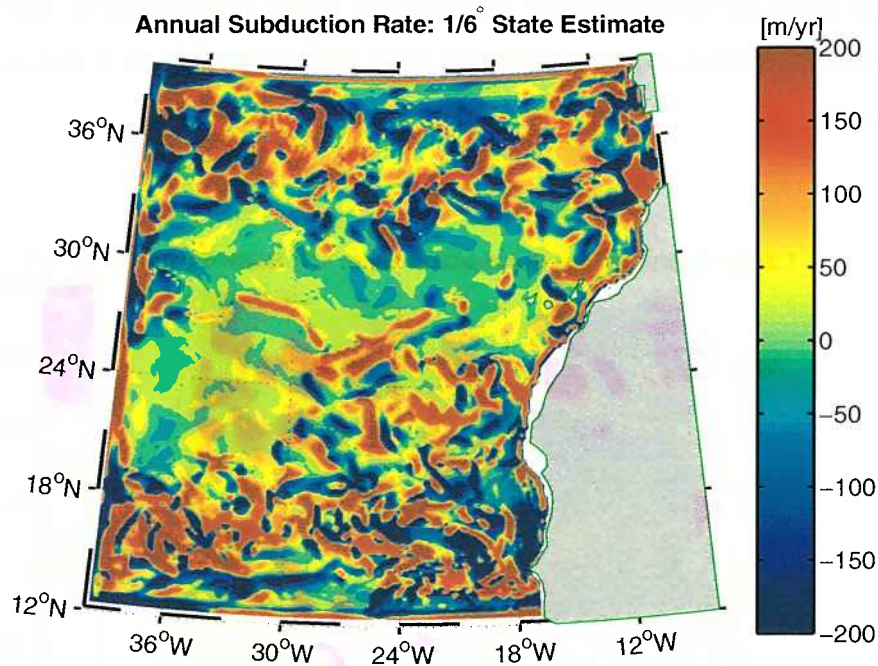 Annual Subduction Rate: 1/6° State Estimate
[m/yr]
200
150
100
50
0
−50
−100
−150
−200
36°N
30°N
24°N
18°N
12°N
36°W
30°W
24°W
18°W
12°W